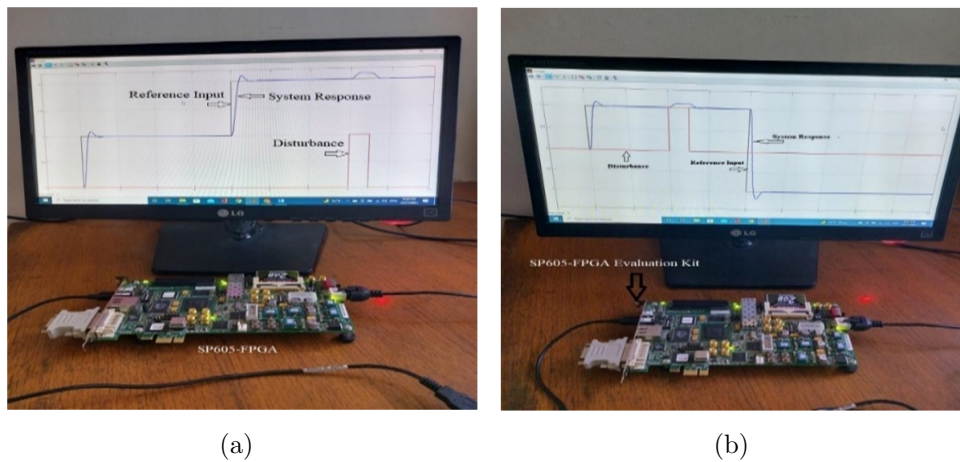 Reference Input
System Response
Disturbance
LG
SP605-FPGA
System Response
Disturbance
Reference Input
LG
SP605-FPGA Evaluation Kit
(a)
(b)